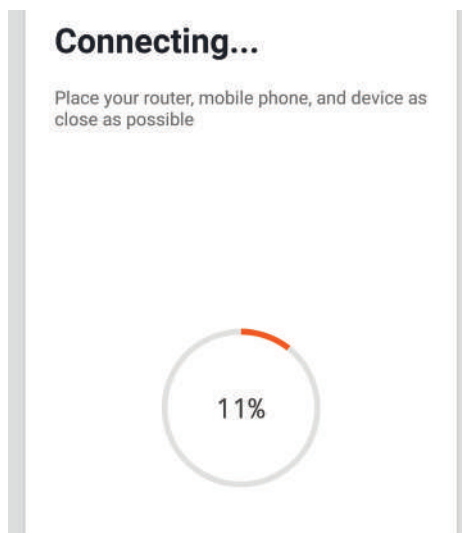 Connecting...
Place your router, mobile phone, and device as
close as possible
11%